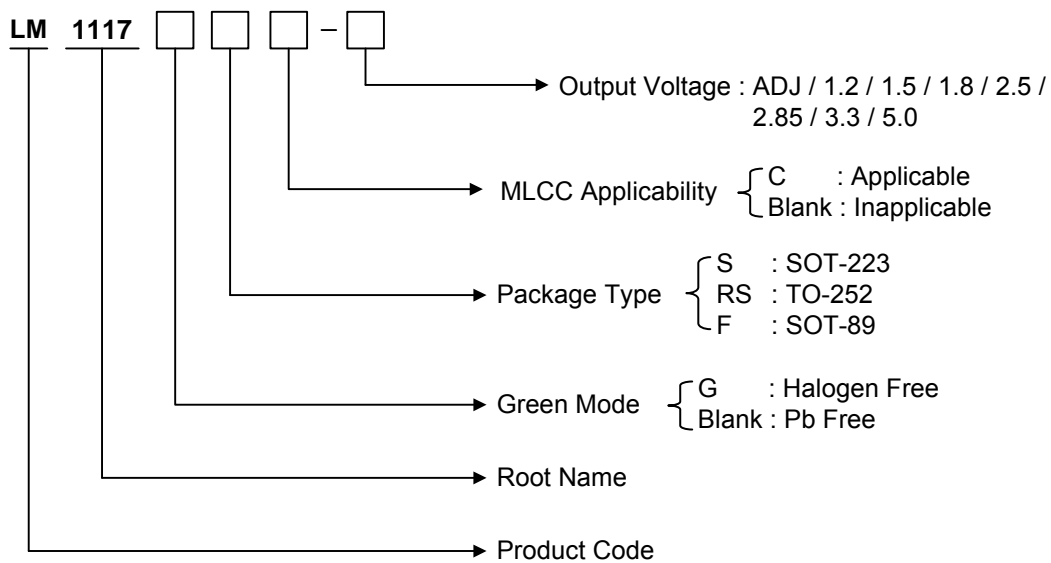 LM 1117 –
Output Voltage : ADJ / 1.2 / 1.5 / 1.8 / 2.5 /
2.85 / 3.3 / 5.0
MLCC Applicability
C : Applicable
Blank : Inapplicable
Package Type
S : SOT-223
RS : TO-252
F : SOT-89
Green Mode
G : Halogen Free
Blank : Pb Free
Root Name
Product Code